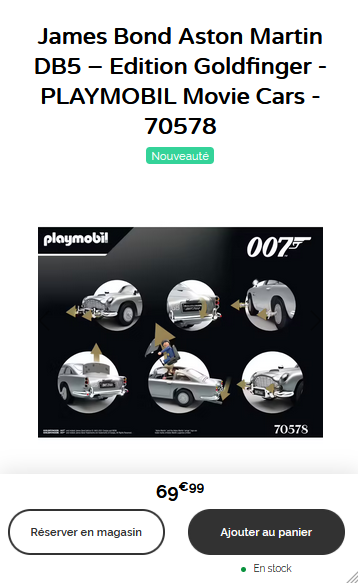 James Bond Aston Martin
DB5 – Edition Goldfinger -
PLAYMOBIL Movie Cars -
70578
Nouveauté
playmobil
007
70578
69€99
Réserver en magasin
Ajouter au panier
En stock